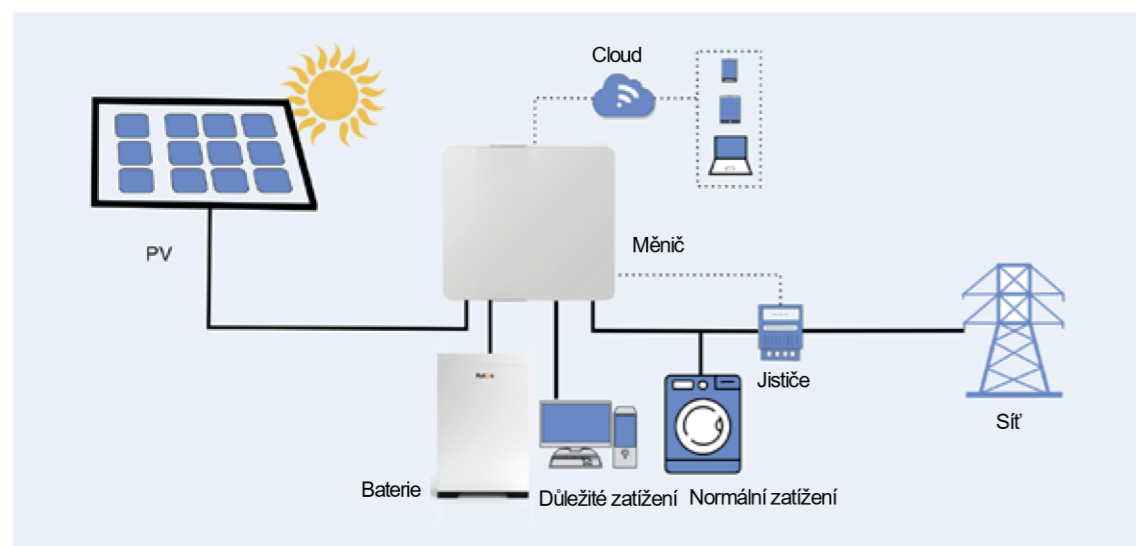 Cloud
PV
Měnič
Jističe
Síť
Baterie
Důležité zatížení
Normální zatížení